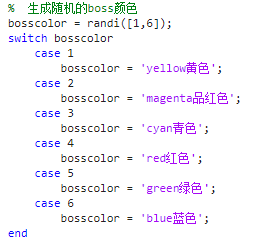 %  生成随机的boss颜色
bosscolor = randi([1,6]);
switch bosscolor
    case 1
        bosscolor = 'yellow黄色';
    case 2
        bosscolor = 'magenta品红色';
    case 3
        bosscolor = 'cyan青色';
    case 4
        bosscolor = 'red红色';
    case 5
        bosscolor = 'green绿色';
    case 6
        bosscolor = 'blue蓝色';
end